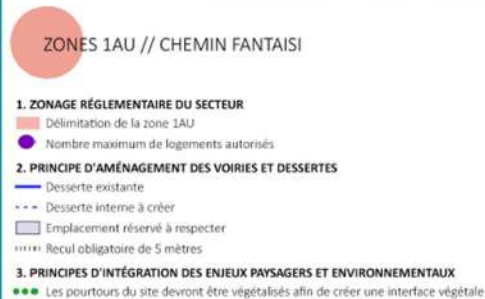 ZONES 1AU // CHEMIN FANTAISI
1. ZONAGE RÉGLEMENTAIRE DU SECTEUR
Délimitation de la zone 1AU
Nombre maximum de logements autorisés
2. PRINCIPE D'AMÉNAGEMENT DES VOIRIES ET DESSERTES
Desserte existante
Desserte interne à créer
Emplacement réservé à respecter
Recul obligatoire de 5 mètres
3. PRINCIPES D'INTÉGRATION DES ENJEUX PAYSAGERS ET ENVIRONNEMENTAUX
Les pourtours du site devront être végétalisés afin de créer une interface végétale